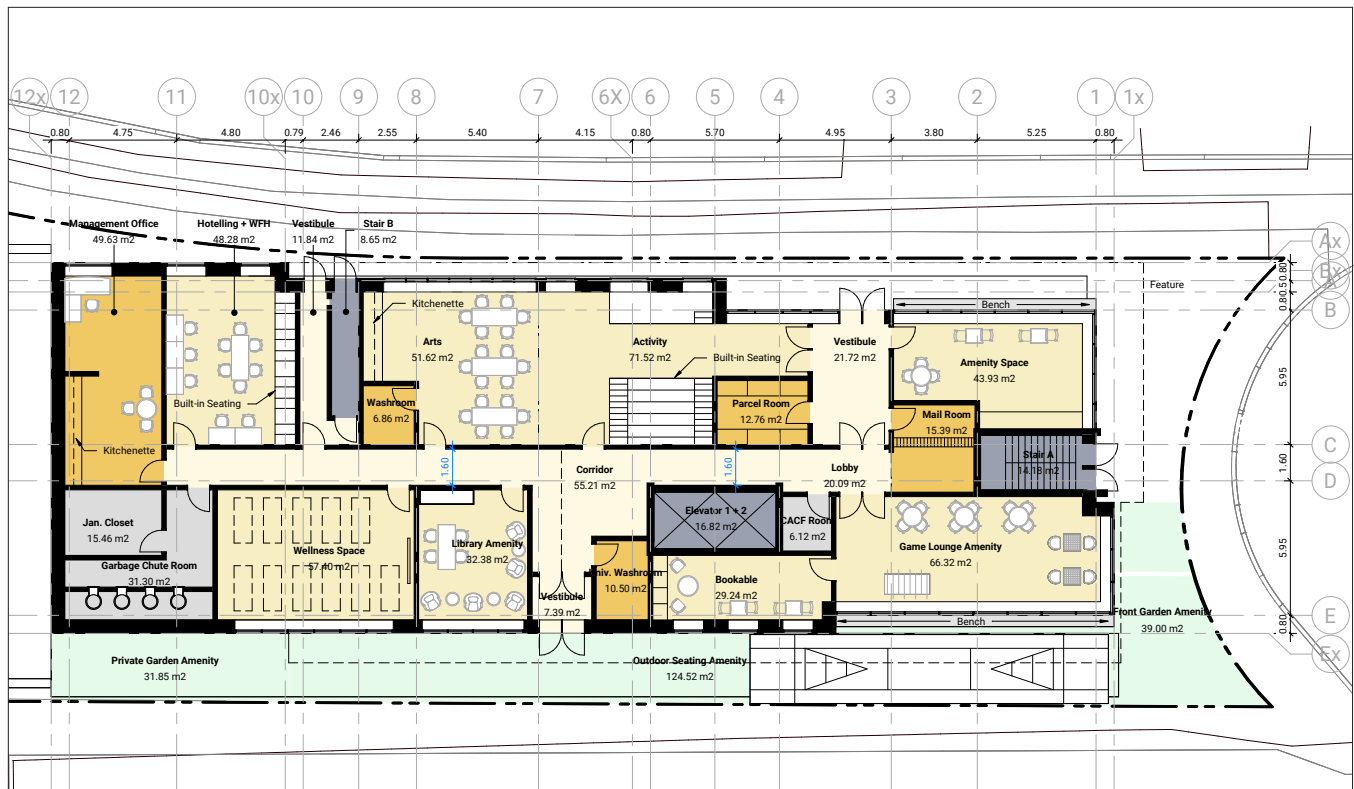 12x 12 11 10x 10 9 8 7 6X 6 5 4 3 2 1 1x
0.80 4.75 4.80 0.79 2.46 2.55 5.40 4.15 0.80 5.70 4.95 3.80 5.25 0.80
Management Office
49.63 m2
Hotelling + WFH
48.28 m2
Vestibule
11.84 m2
Stair B
8.65 m2
Ax
Bx
A
B
0.80
0.5
0.80
Feature
Kitchenette
Bench
Arts
51.62 m2
Activity
71.52 m2
Built-in Seating
Vestibule
21.72 m2
Amenity Space
43.93 m2
5.95
Built-in Seating
Washroom
6.86 m2
Parcel Room
12.76 m2
Mail Room
15.39 m2
Kitchenette
1.60
Corridor
55.21 m2
1.60
Lobby
20.09 m2
Stair A
14.18 m2
C
1.60
D
Jan. Closet
15.46 m2
Garbage Chute Room
31.30 m2
Wellness Space
57.40 m2
Library Amenity
32.38 m2
Elevator 1 + 2
16.82 m2
CACF Room
6.12 m2
Game Lounge Amenity
66.32 m2
5.95
Univ. Washroom
10.50 m2
Bookable
29.24 m2
Vestibule
7.39 m2
Bench
Front Garden Amenity
39.00 m2
E
0.80
Ex
Private Garden Amenity
31.85 m2
Outdoor Seating Amenity
124.52 m2